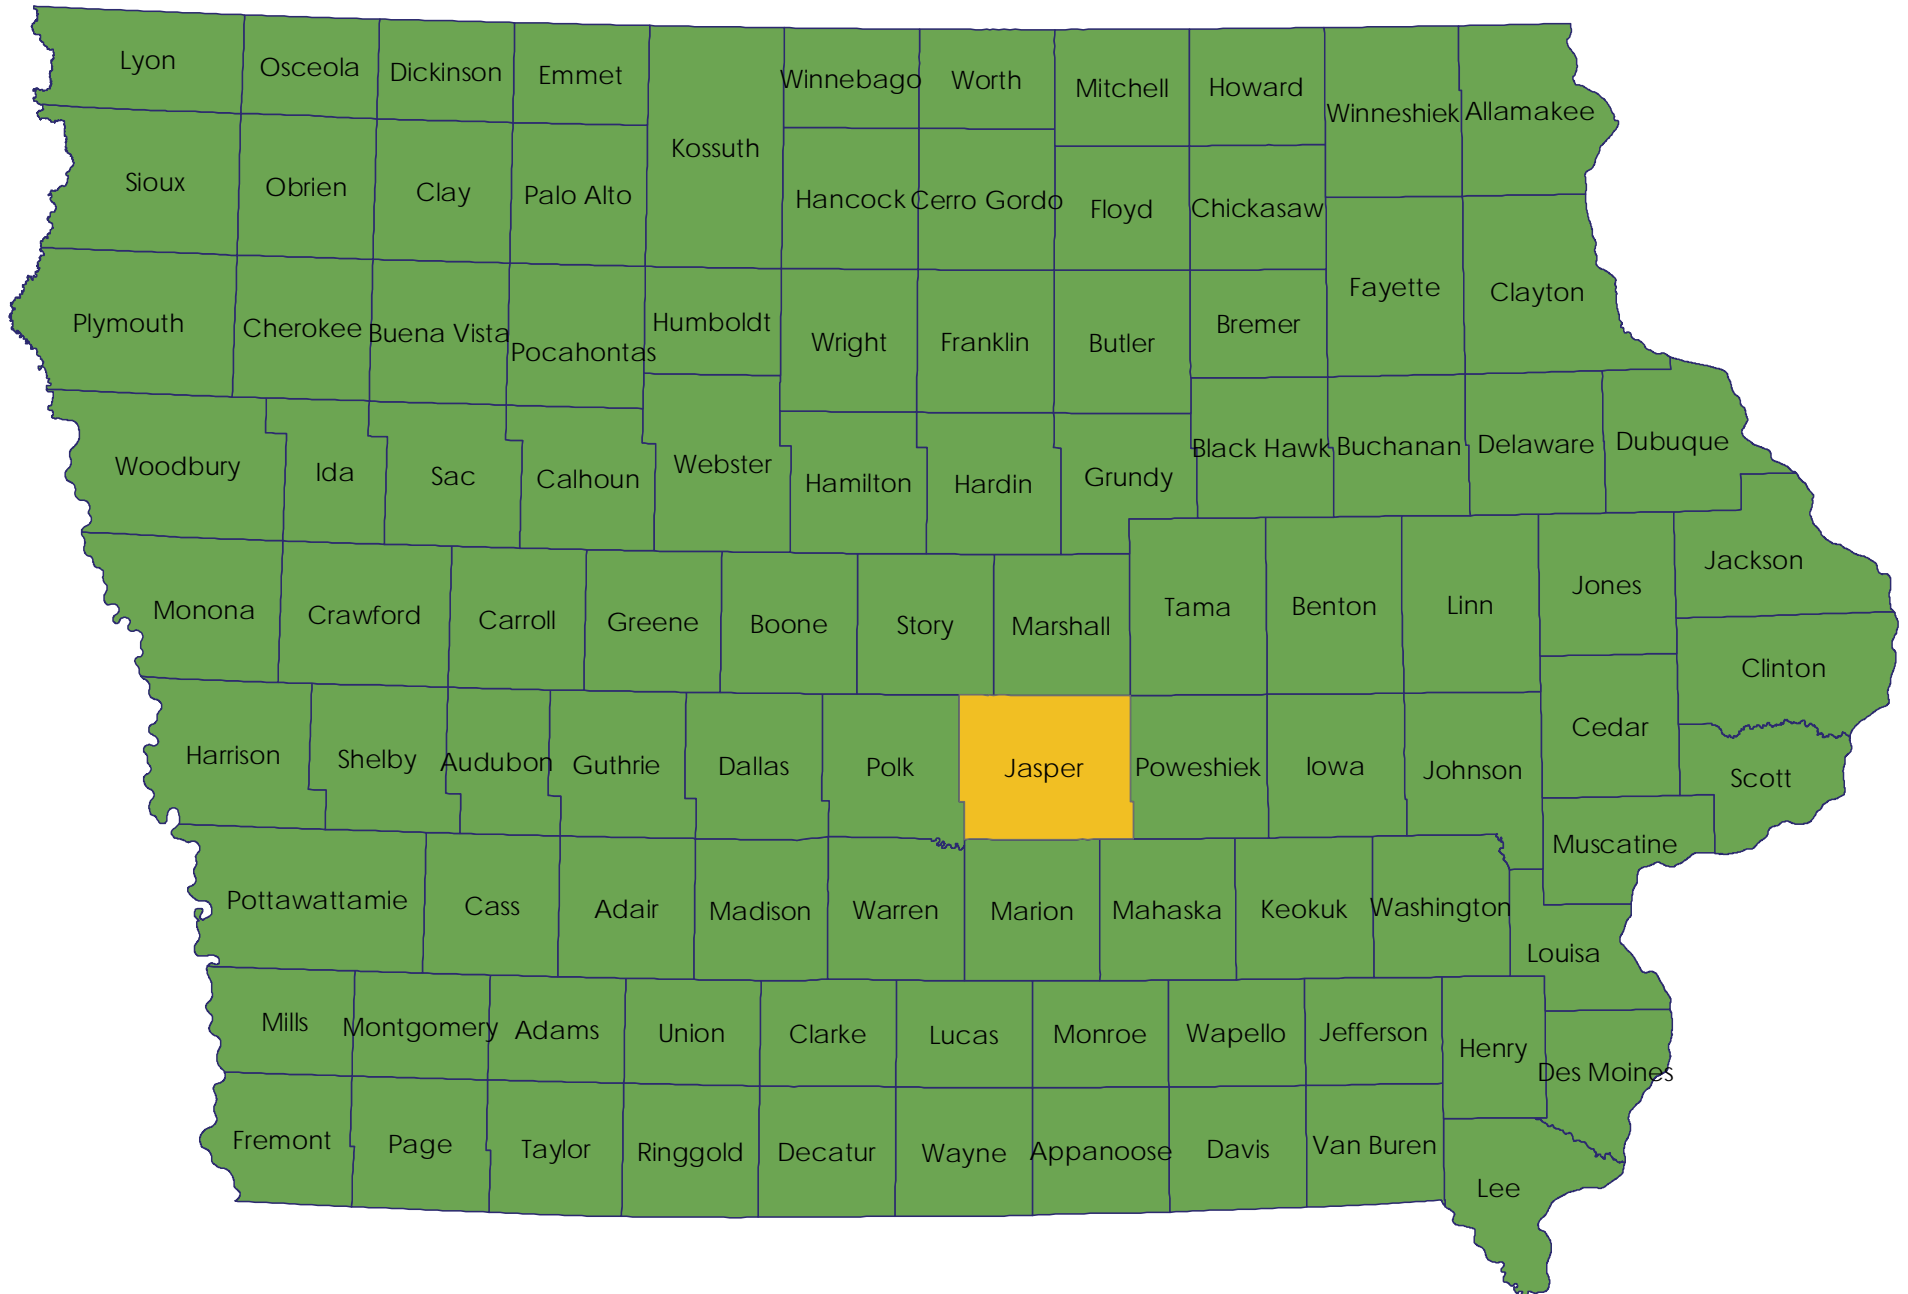 Lyon
Osceola
Dickinson
Emmet
Kossuth
Winnebago
Worth
Mitchell
Howard
Winneshiek
Allamakee
Sioux
Obrien
Clay
Palo Alto
Hancock
Cerro Gordo
Floyd
Chickasaw
Fayette
Clayton
Plymouth
Cherokee
Buena Vista
Pocahontas
Humboldt
Wright
Franklin
Butler
Bremer
Woodbury
Ida
Sac
Calhoun
Webster
Hamilton
Hardin
Grundy
Black Hawk
Buchanan
Delaware
Dubuque
Monona
Crawford
Carroll
Greene
Boone
Story
Marshall
Tama
Benton
Linn
Jones
Jackson
Clinton
Harrison
Shelby
Audubon
Guthrie
Dallas
Polk
Jasper
Poweshiek
Iowa
Johnson
Cedar
Scott
Muscatine
Pottawattamie
Cass
Adair
Madison
Warren
Marion
Mahaska
Keokuk
Washington
Louisa
Mills
Montgomery
Adams
Union
Clarke
Lucas
Monroe
Wapello
Jefferson
Henry
Des Moines
Fremont
Page
Taylor
Ringgold
Decatur
Wayne
Appanoose
Davis
Van Buren
Lee